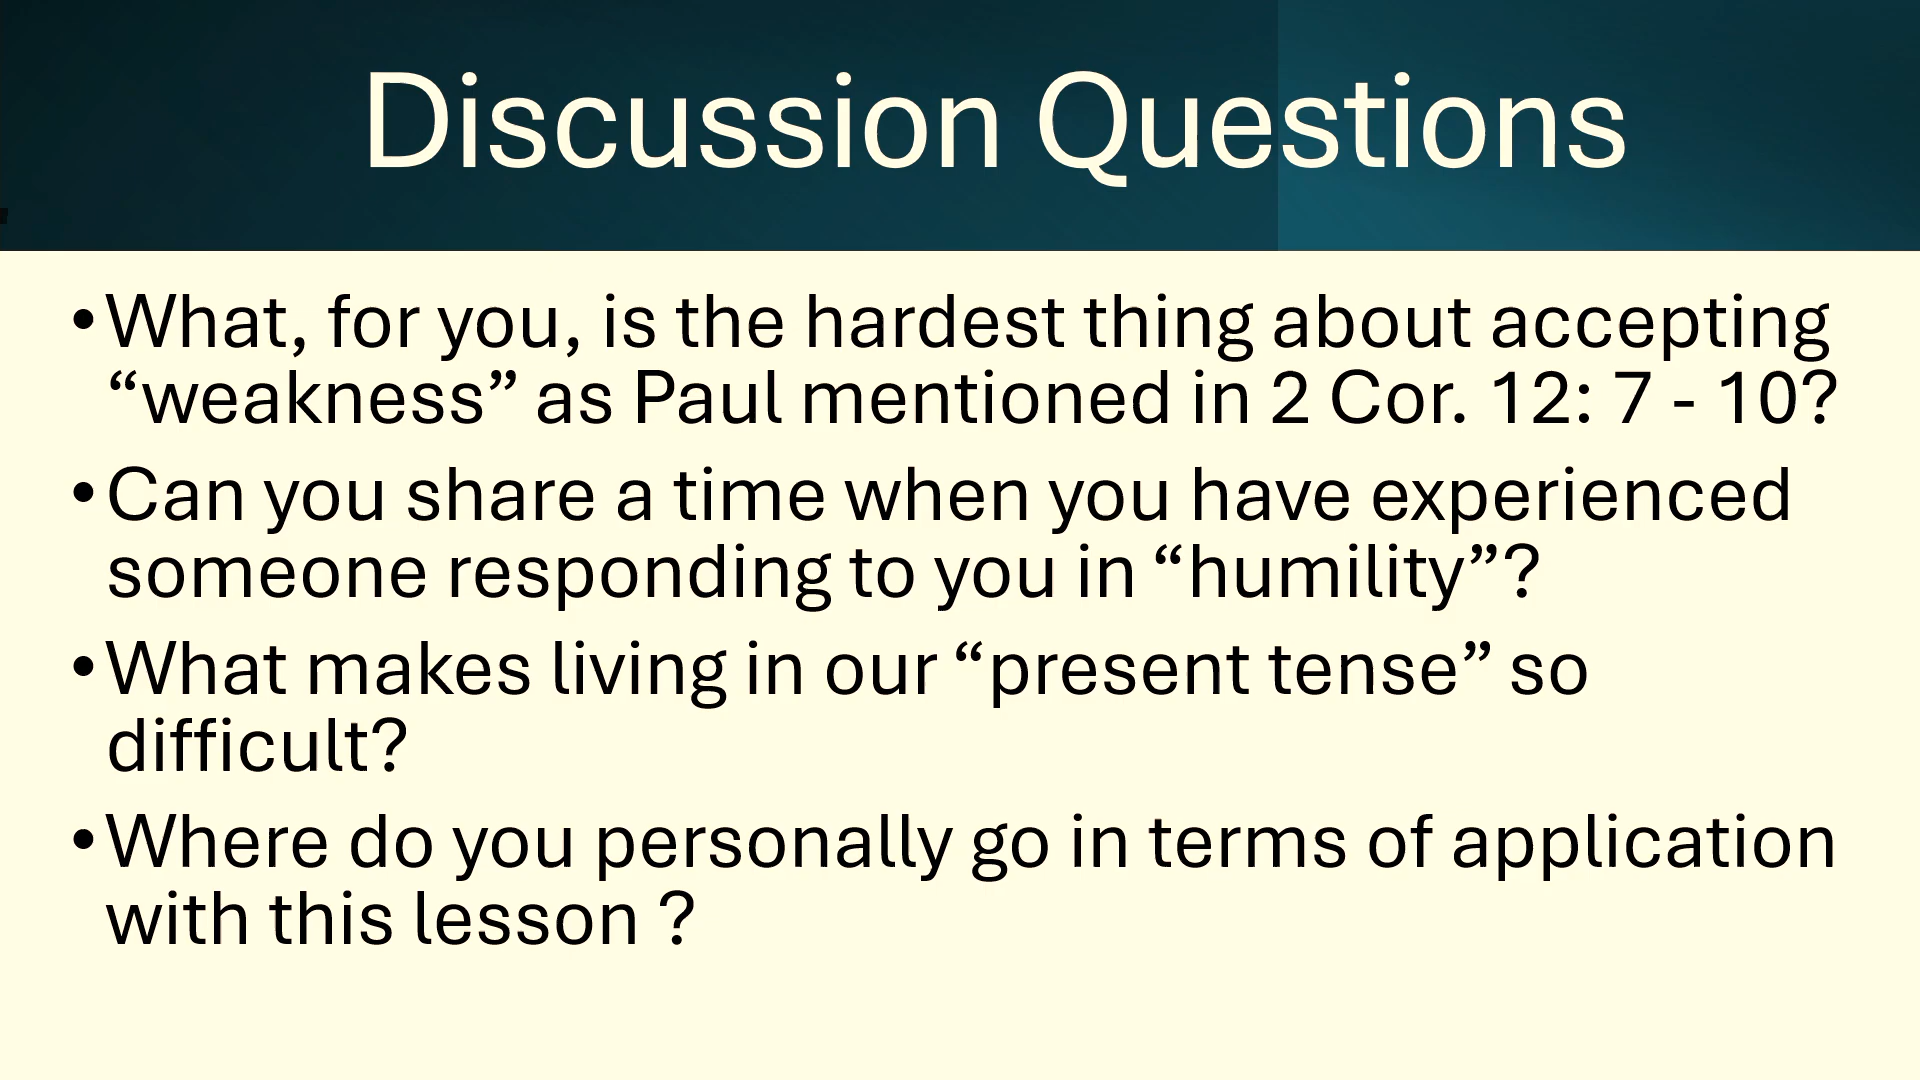 Discussion Questions
•What, for you, is the hardest thing about accepting
“weakness” as Paul mentioned in 2 Cor. 12: 7 - 10?
•Can you share a time when you have experienced
someone responding to you in “humility”?
•What makes living in our “present tense” so
difficult?
•Where do you personally go in terms of application
with this lesson ?